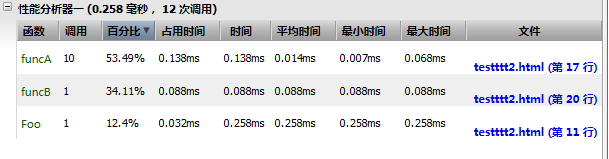 性能分析器一 (0.258 毫秒， 12 次调用)
函数 调用 百分比 占用时间 时间 平均时间 最小时间 最大时间 文件
funcA 10 53.49% 0.138ms 0.138ms 0.014ms 0.007ms 0.068ms testttt2.html (第 17 行)
funcB 1 34.11% 0.088ms 0.088ms 0.088ms 0.088ms 0.088ms testttt2.html (第 20 行)
Foo 1 12.4% 0.032ms 0.258ms 0.258ms 0.258ms 0.258ms testttt2.html (第 11 行)